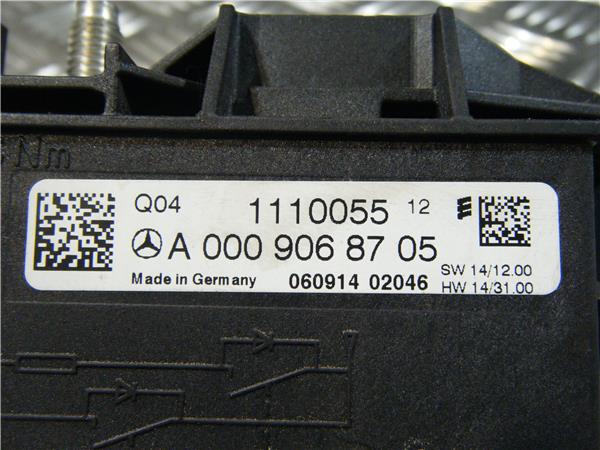 Nm
Q04 1110055 12
A 000 906 87 05
Made in Germany 060914 02046
SW 14/12.00
HW 14/31.00